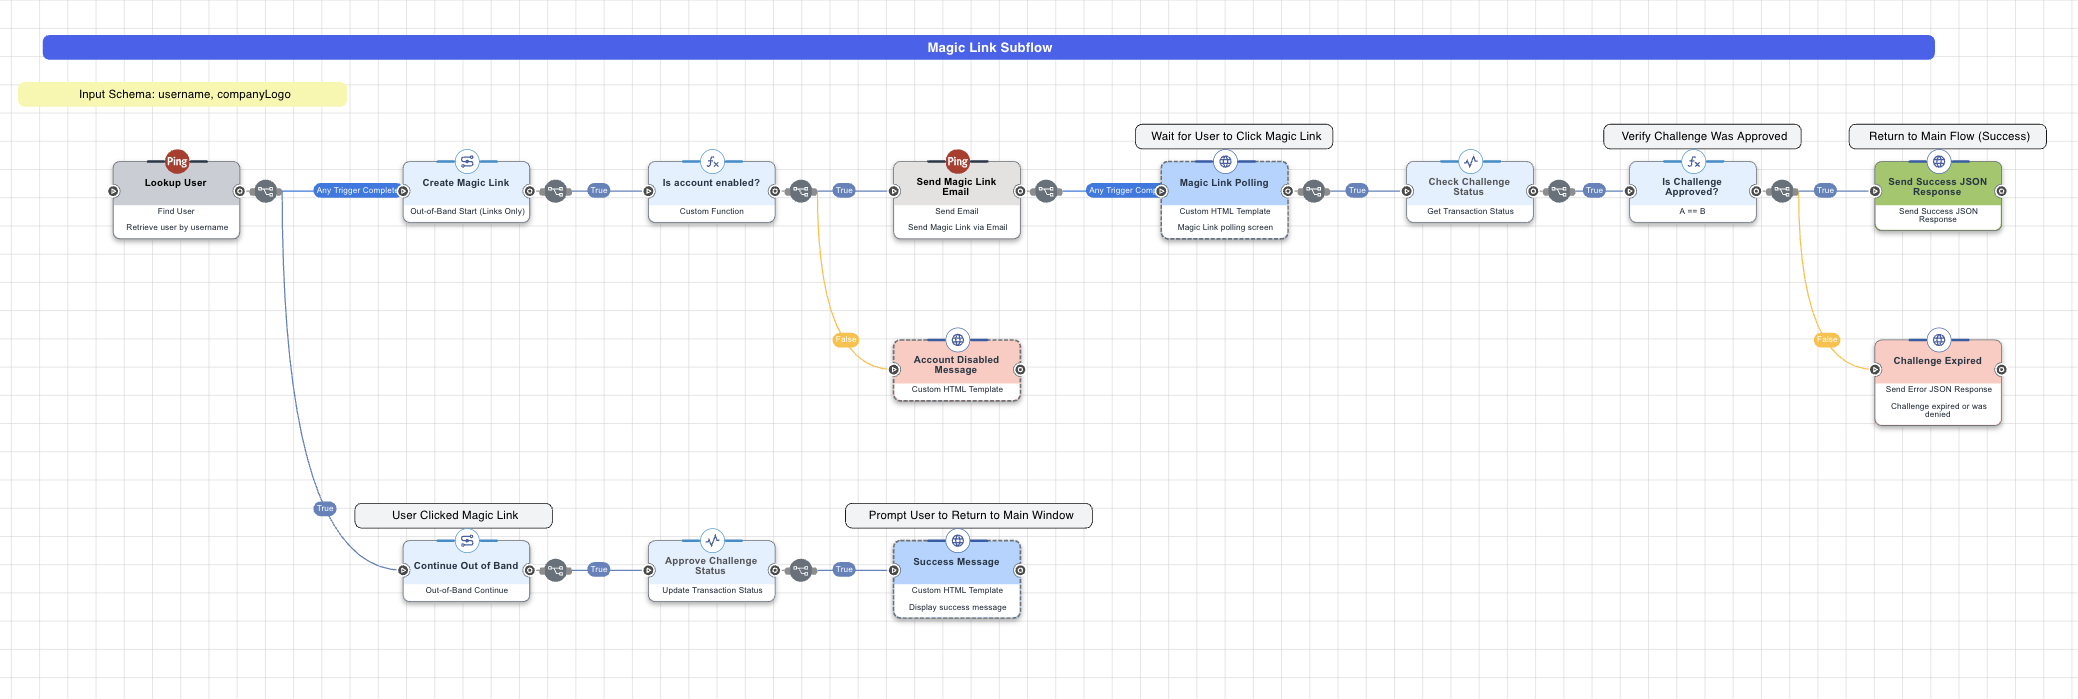 Magic Link Subflow
Input Schema: username, companyLogo
Wait for User to Click Magic Link
Verify Challenge Was Approved
Return to Main Flow (Success)
Ping
Lookup User
Find User
Retrieve user by username
Any Trigger Complete
Create Magic Link
Out-of-Band Start (Links Only)
True
Is account enabled?
Custom Function
True
Ping
Send Magic Link
Email
Send Email
Send Magic Link via Email
Any Trigger Comp
Magic Link Polling
Custom HTML Template
Magic Link polling screen
True
Check Challenge
Status
Get Transaction Status
True
Is Challenge
Approved?
A == B
True
Send Success JSON
Response
Send Success JSON
Response
False
Account Disabled
Message
Custom HTML Template
False
Challenge Expired
Send Error JSON Response
Challenge expired or was
denied
True
User Clicked Magic Link
Prompt User to Return to Main Window
Continue Out of Band
Out-of-Band Continue
True
Approve Challenge
Status
Update Transaction Status
True
Success Message
Custom HTML Template
Display success message